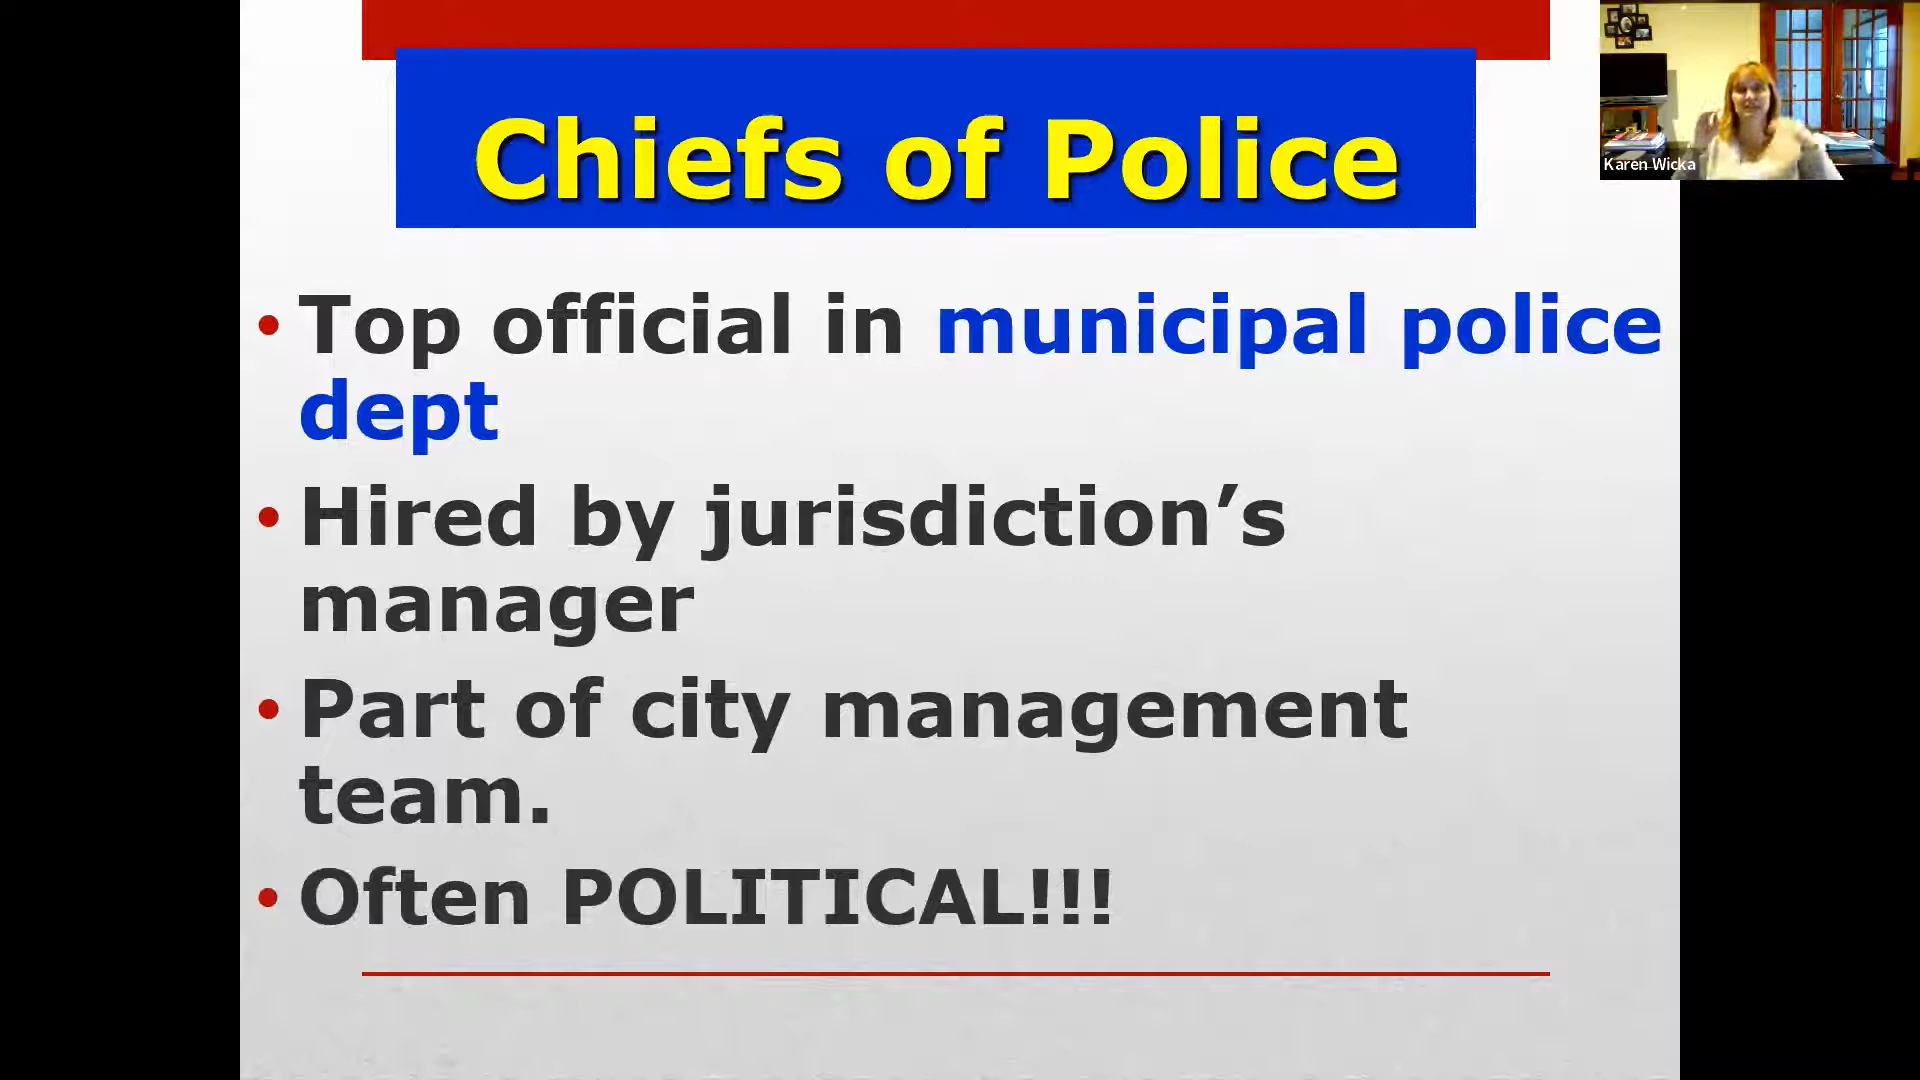 Chiefs of Police
Karen Wicka
• Top official in municipal police
dept
• Hired by jurisdiction’s
manager
• Part of city management
team.
• Often POLITICAL!!!